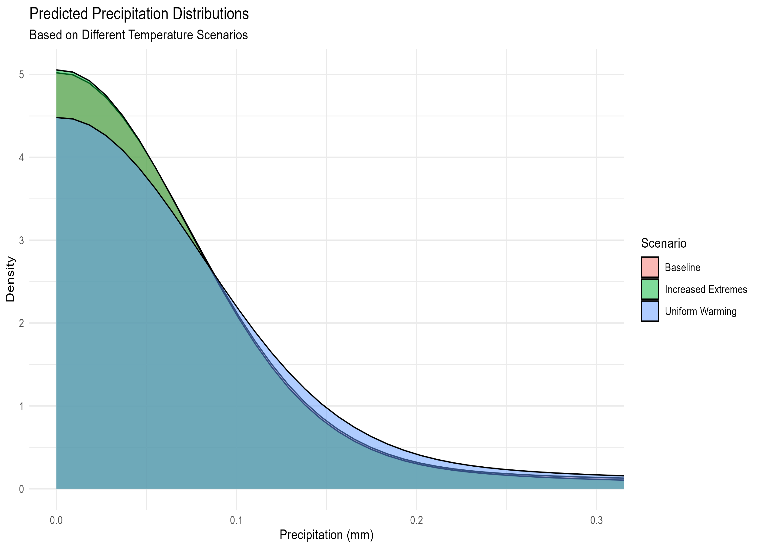 Predicted Precipitation Distributions
Based on Different Temperature Scenarios
5
4
3
2
1
0
Density
0.0
0.1
0.2
0.3
Precipitation (mm)
Scenario
Baseline
Increased Extremes
Uniform Warming